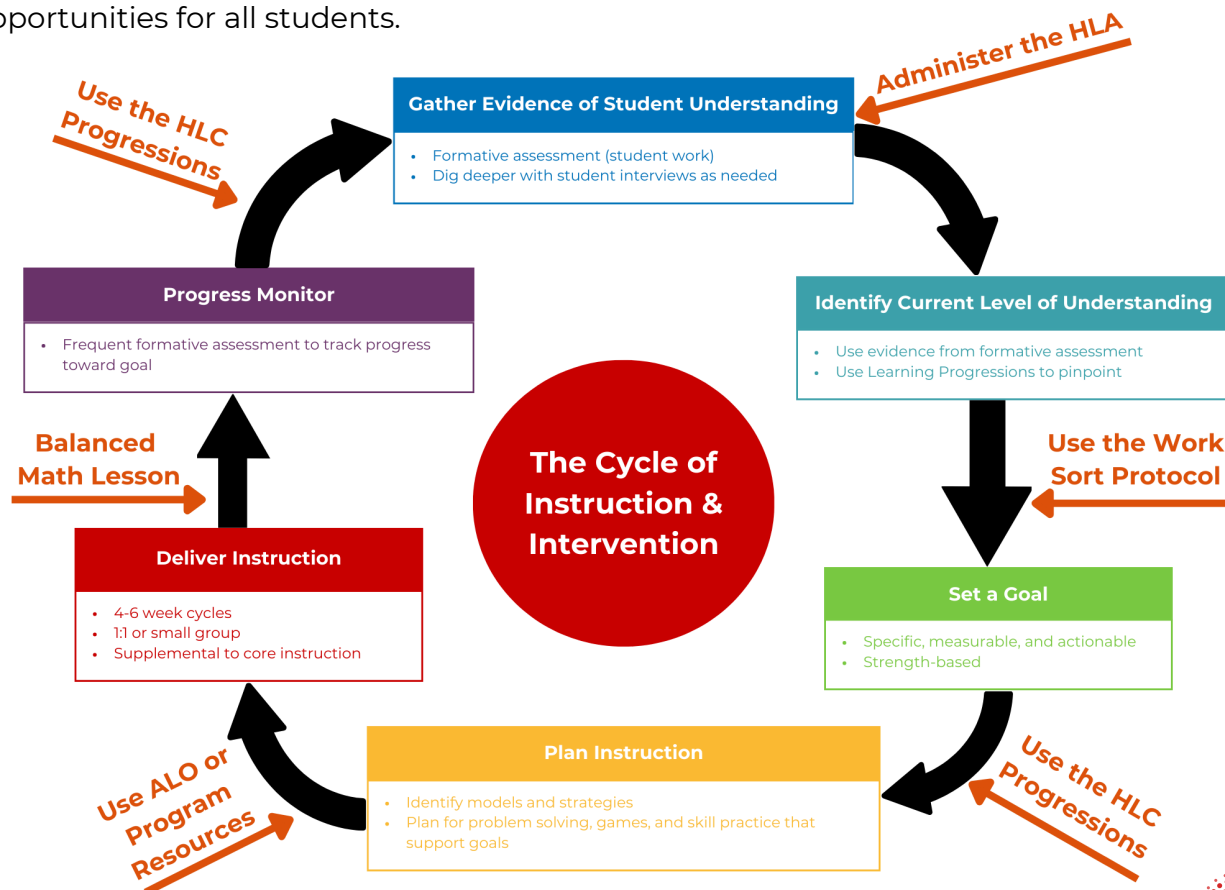 opportunities for all students.
Administer the HLA
Use the HLC
Progressions
Gather Evidence of Student Understanding
• Formative assessment (student work)
• Dig deeper with student interviews as needed
Progress Monitor
• Frequent formative assessment to track progress
toward goal
Identify Current Level of Understanding
• Use evidence from formative assessment
• Use Learning Progressions to pinpoint
The Cycle of
Instruction &
Intervention
Balanced
Math Lesson
Use the Work
Sort Protocol
Deliver Instruction
• 4-6 week cycles
• 1:1 or small group
• Supplemental to core instruction
Set a Goal
• Specific, measurable, and actionable
• Strength-based
Plan Instruction
• Identify models and strategies
• Plan for problem solving, games, and skill practice that
support goals
Use ALO or
Program
Resources
Use the HLC
Progressions